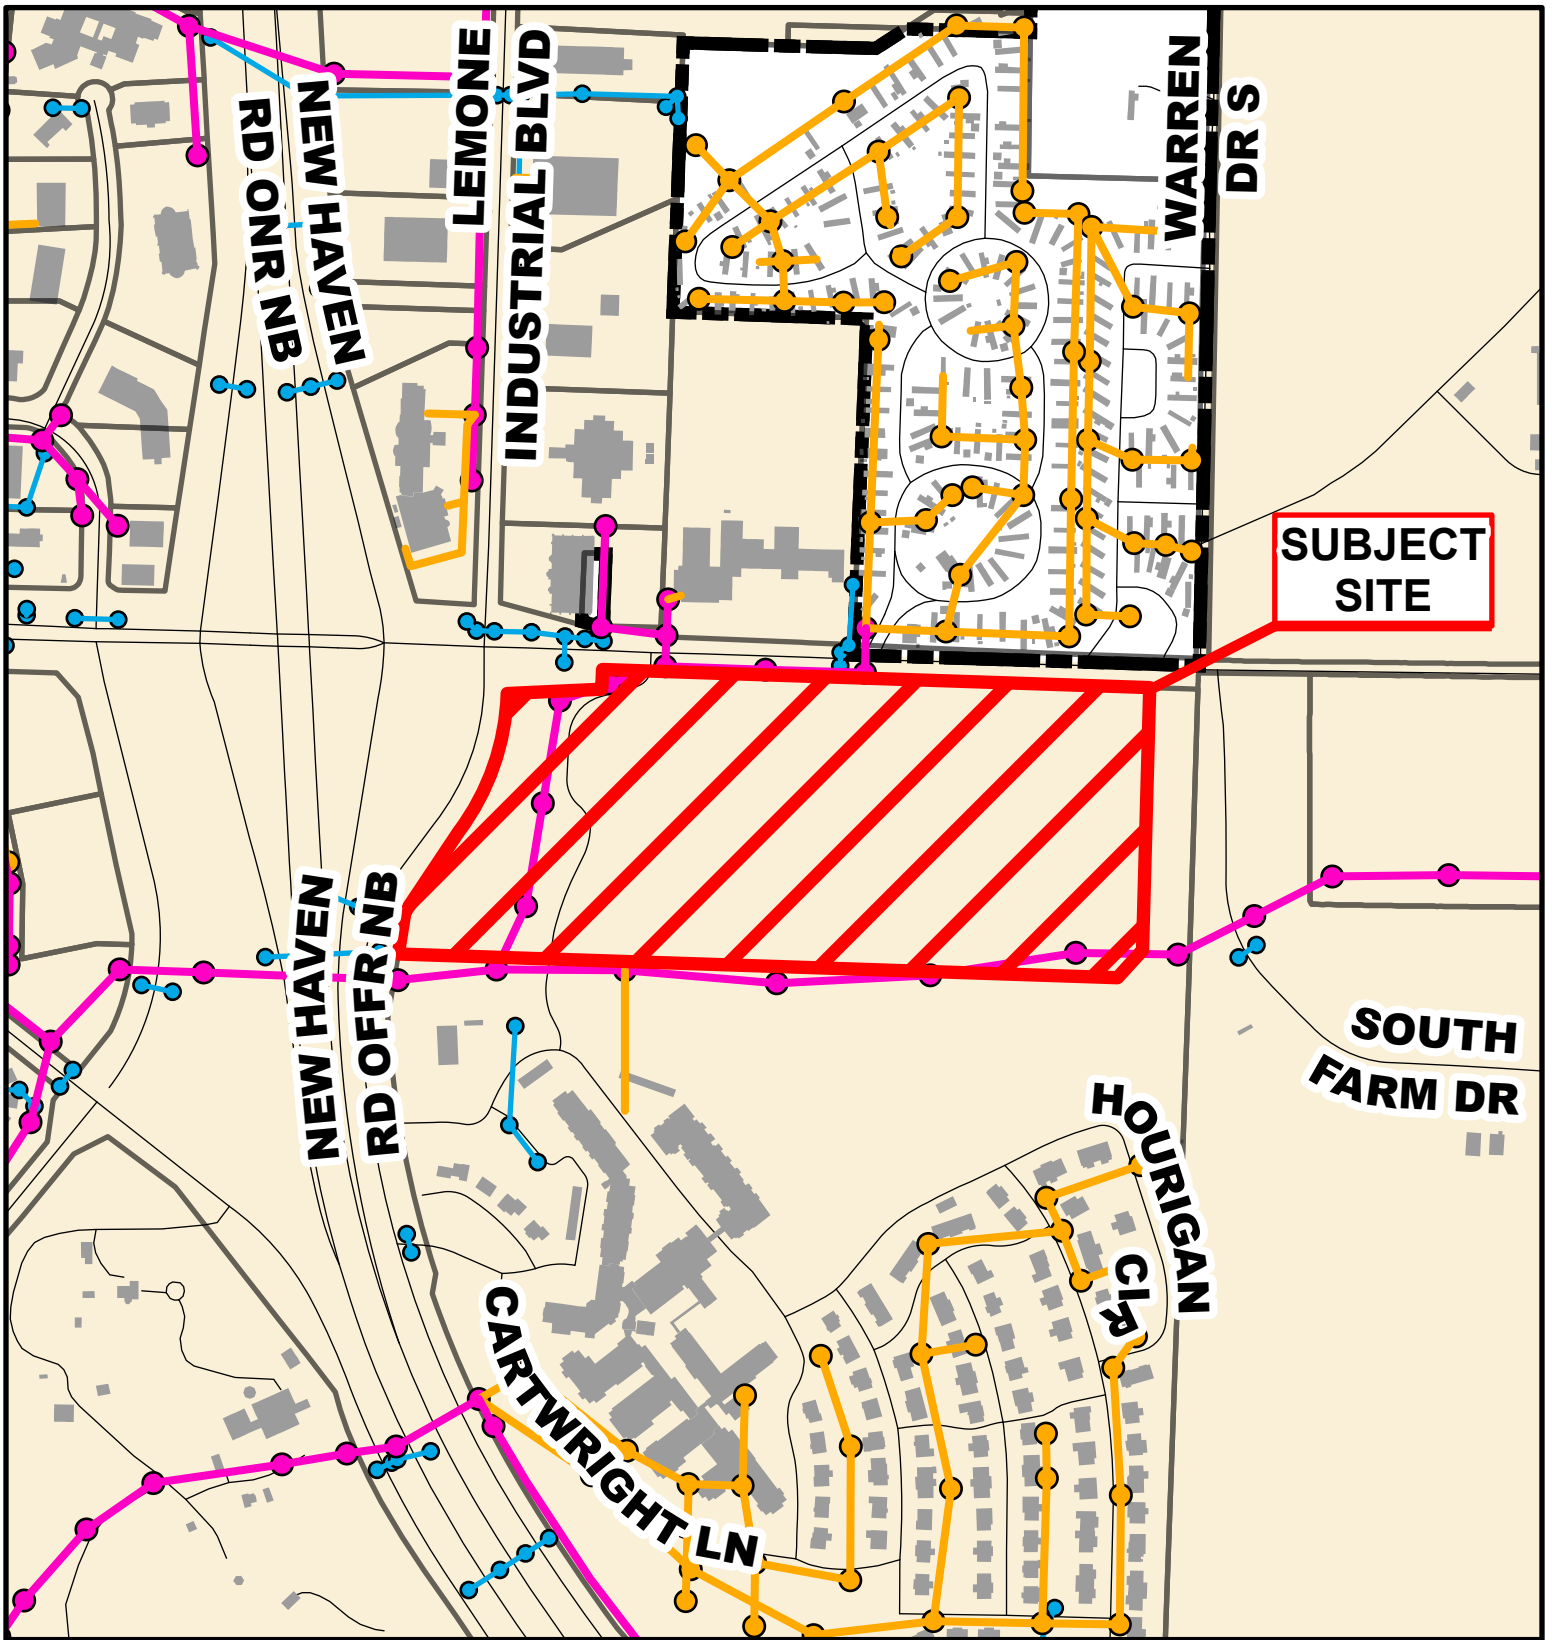 NEW HAVEN
RD ONR NB
LEMONE
INDUSTRIAL BLVD
WARREN
DR S
SUBJECT
SITE
NEW HAVEN
RD OFFR NB
SOUTH
FARM DR
HOURIGAN
CIR
CARTWRIGHT LN